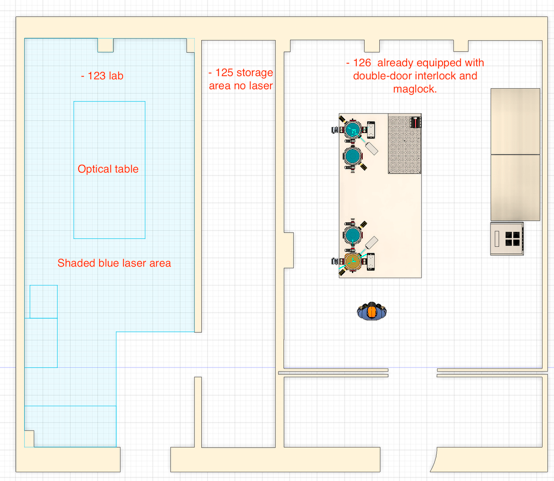 - 123 lab
- 125 storage
area no laser
- 126  already equipped with
double-door interlock and
maglock.
Optical table
Shaded blue laser area